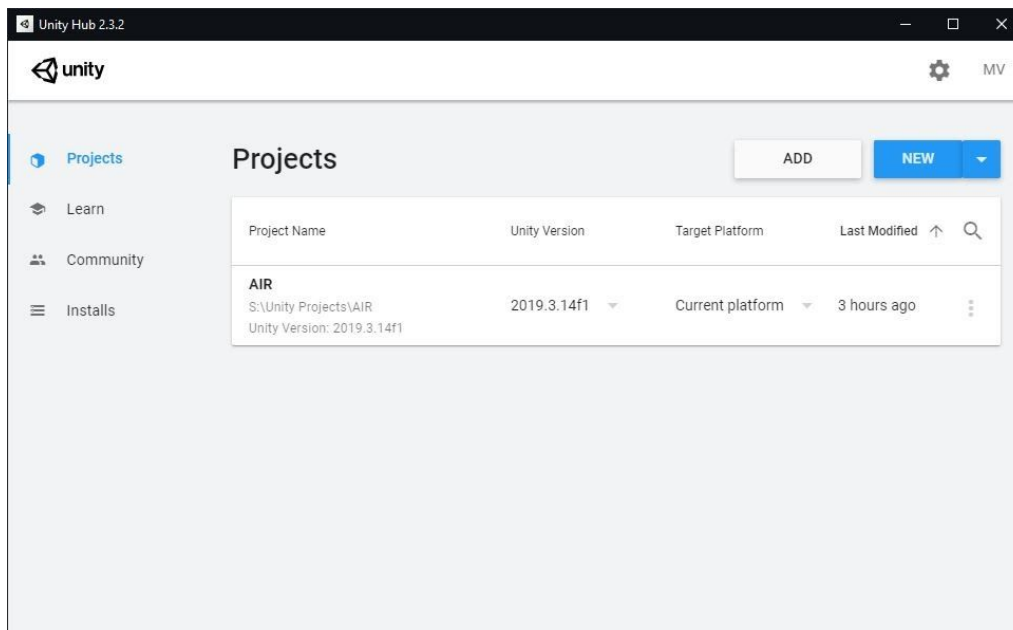 Unity Hub 2.3.2
unity
MV
Projects
Learn
Community
Installs
Projects
ADD
NEW
Project Name Unity Version Target Platform Last Modified
AIR
S:\Unity Projects\AIR
Unity Version: 2019.3.14f1
2019.3.14f1 Current platform 3 hours ago